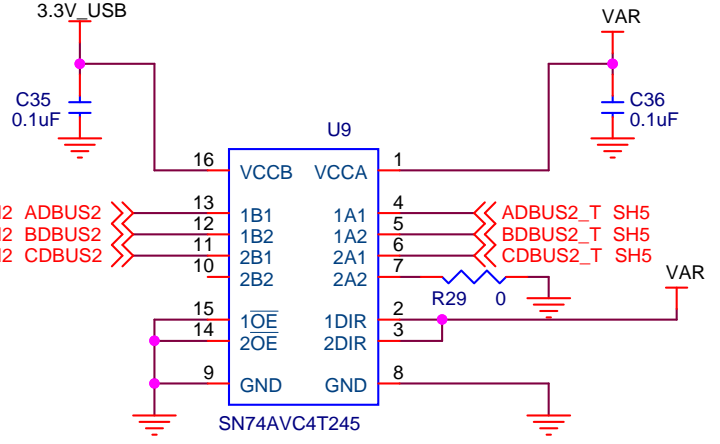 3.3V_USB
VAR
C35
0.1uF
C36
0.1uF
U9
16 VCCB VCCA 1
ADBUS2 13 1B1 1A1 4 ADBUS2_T SH5
BDBUS2 12 1B2 1A2 5 BDBUS2_T SH5
CDBUS2 11 2B1 2A1 6 CDBUS2_T SH5
10 2B2 2A2 7
VAR
R29 0
15 1OE 1DIR 2
14 2OE 2DIR 3
9 GND GND 8
SN74AVC4T245